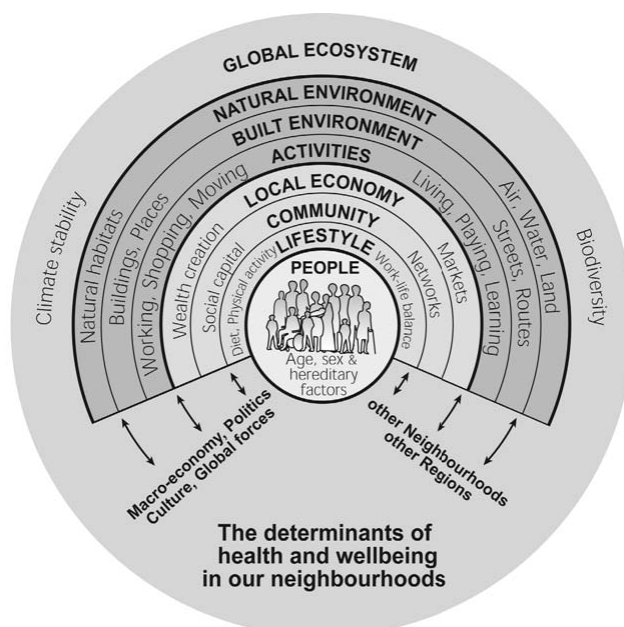 GLOBAL ECOSYSTEM
NATURAL ENVIRONMENT
BUILT ENVIRONMENT
ACTIVITIES
LOCAL ECONOMY
COMMUNITY
LIFESTYLE
PEOPLE
Age, sex &
hereditary
factors
Climate stability
Natural habitats
Buildings, Places
Working, Shopping, Moving
Wealth creation
Social capital
Diet, Physical activity
Work-life balance
Networks
Markets
Living, Playing, Learning
Streets, Routes
Air, Water, Land
Biodiversity
Macro-economy, Politics
Culture, Global forces
other Neighbourhoods
other Regions
The determinants of
health and wellbeing
in our neighbourhoods